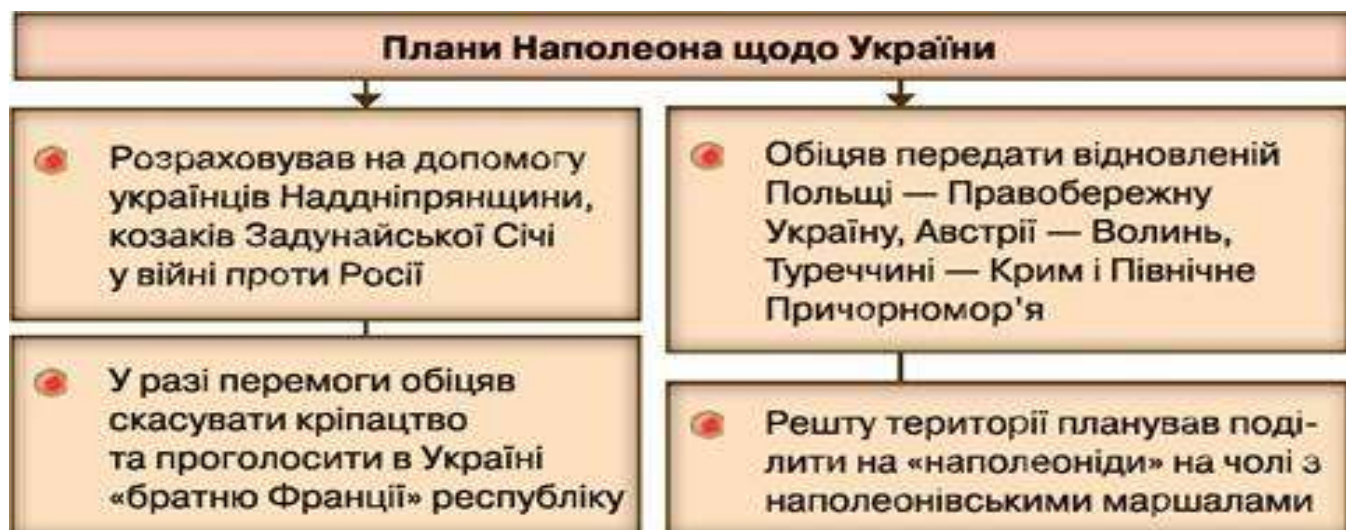 Плани Наполеона щодо України
Розраховував на допомогу
українців Наддніпрянщини,
козаків Задунайської Січі
у війні проти Росії
У разі перемоги обіцяв
скасувати кріпацтво
та проголосити в Україні
«братню Франції» республіку
Обіцяв передати відновленій
Польщі — Правобережну
Україну, Австрії — Волинь,
Туреччині — Крим і Північне
Причорномор’я
Решту території планував поді-
лити на «наполеоніди» на чолі з
наполеонівськими маршалами